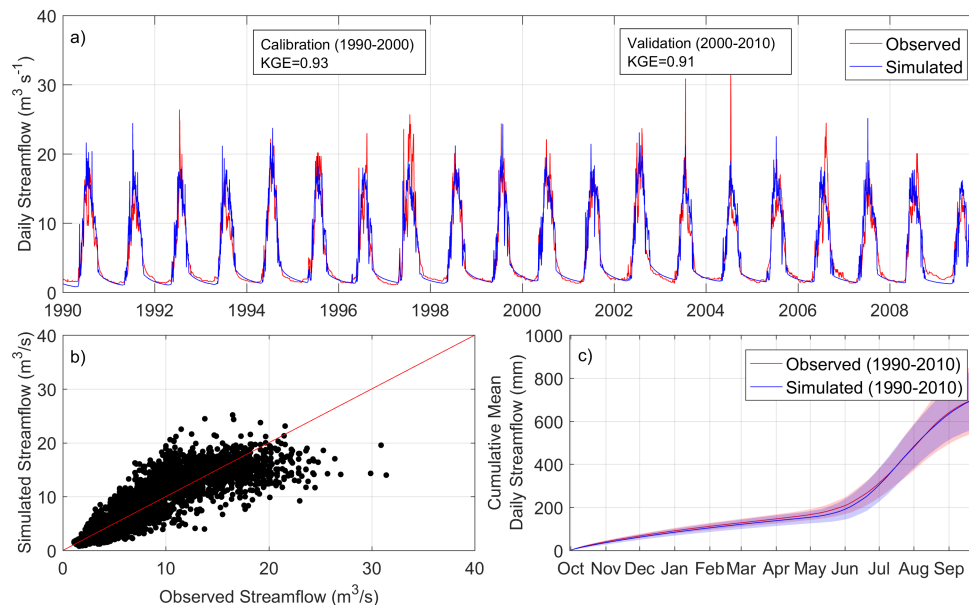 a)
Calibration (1990-2000)
KGE=0.93
Validation (2000-2010)
KGE=0.91
Observed
Simulated
Daily Streamflow (m³ s⁻¹)
40
30
20
10
0
1990 1992 1994 1996 1998 2000 2002 2004 2006 2008
b)
Simulated Streamflow (m³/s)
40
30
20
10
0
0 10 20 30 40
Observed Streamflow (m³/s)
c)
Observed (1990-2010)
Simulated (1990-2010)
Cumulative Mean
Daily Streamflow (mm)
1000
800
600
400
200
0
Oct Nov Dec Jan Feb Mar Apr May Jun Jul Aug Sep